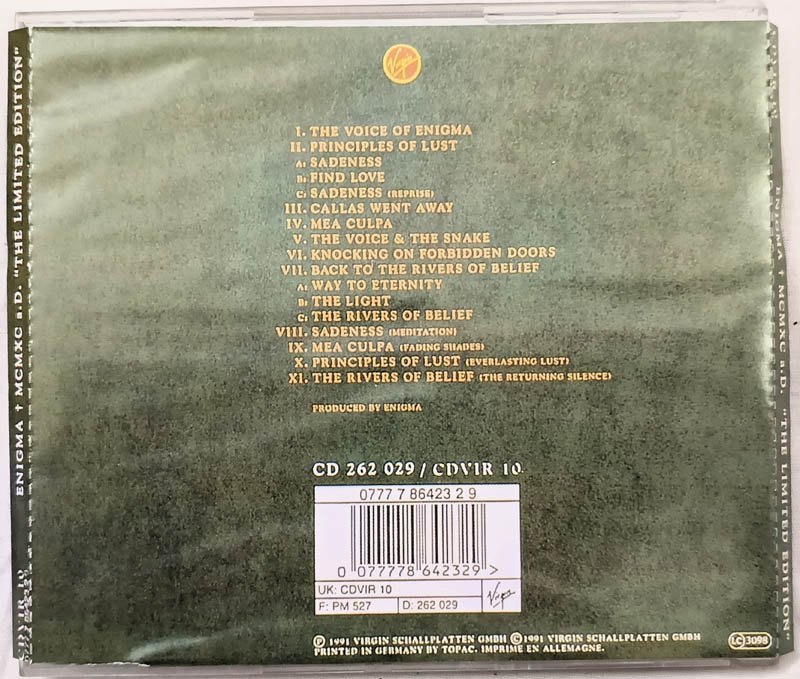 Virgin
I. THE VOICE OF ENIGMA
II. PRINCIPLES OF LUST
A: SADENESS
B: FIND LOVE
C: SADENESS (REPRISE)
III. CALLAS WENT AWAY
IV. MEA CULPA
V. THE VOICE & THE SNAKE
VI. KNOCKING ON FORBIDDEN DOORS
VII. BACK TO THE RIVERS OF BELIEF
A: WAY TO ETERNITY
B: THE LIGHT
C: THE RIVERS OF BELIEF
VIII. SADENESS (MEDITATION)
IX. MEA CULPA (FADING SHADES)
X. PRINCIPLES OF LUST (EVERLASTING LUST)
XI. THE RIVERS OF BELIEF (THE RETURNING SILENCE)
PRODUCED BY ENIGMA
CD 262 029 / CDVIR 10
0777 7 86423 2 9
0 077778 642329 >
UK: CDVIR 10
F: PM 527 D: 262 029
Virgin
℗ 1991 VIRGIN SCHALLPLATTEN GMBH © 1991 VIRGIN SCHALLPLATTEN GMBH
PRINTED IN GERMANY BY TOPAC. IMPRIME EN ALLEMAGNE.
LC 3098
ENIGMA † MCMXC a.D. "THE LIMITED EDITION"
CDVIR 10
ENIGMA † MCMXC a.D. "THE LIMITED EDITION"